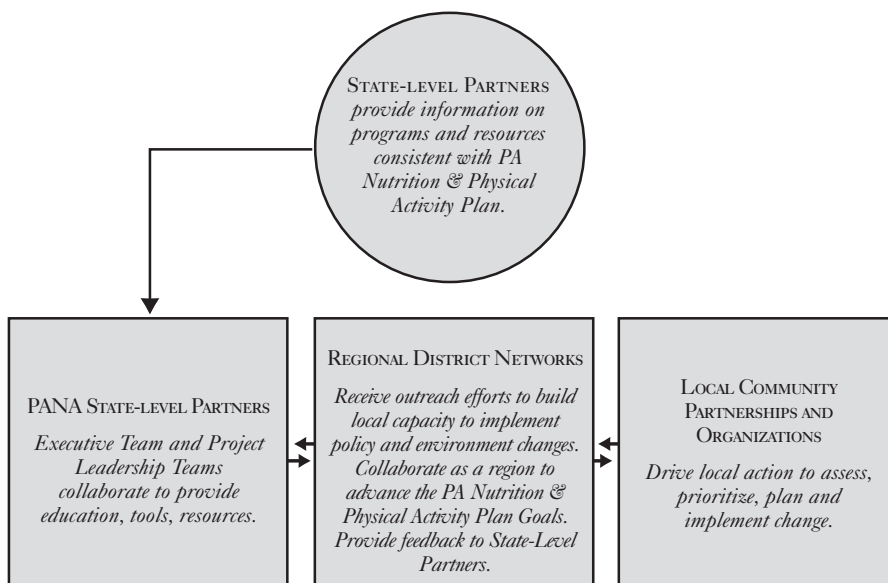 STATE-LEVEL PARTNERS
provide information on
programs and resources
consistent with PA
Nutrition & Physical
Activity Plan.
PANA STATE-LEVEL PARTNERS
Executive Team and Project
Leadership Teams
collaborate to provide
education, tools, resources.
REGIONAL DISTRICT NETWORKS
Receive outreach efforts to build
local capacity to implement
policy and environment changes.
Collaborate as a region to
advance the PA Nutrition &
Physical Activity Plan Goals.
Provide feedback to State-Level
Partners.
LOCAL COMMUNITY
PARTNERSHIPS AND
ORGANIZATIONS
Drive local action to assess,
prioritize, plan and
implement change.